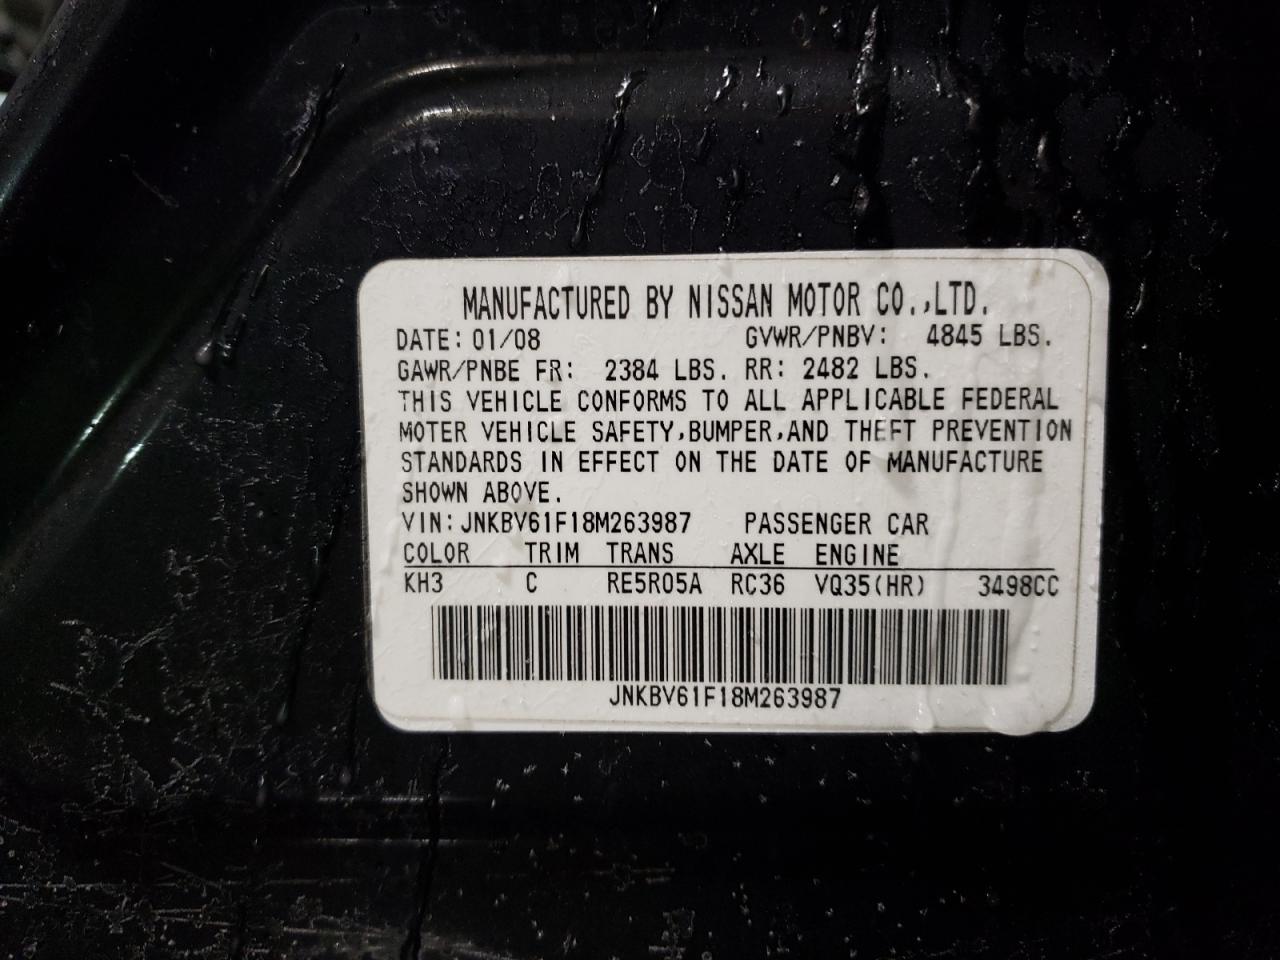 MANUFACTURED BY NISSAN MOTOR CO.,LTD.
DATE: 01/08 GVWR/PNBV: 4845 LBS.
GAWR/PNBE FR: 2384 LBS. RR: 2482 LBS.
THIS VEHICLE CONFORMS TO ALL APPLICABLE FEDERAL
MOTER VEHICLE SAFETY,BUMPER,AND THEFT PREVENTION
STANDARDS IN EFFECT ON THE DATE OF MANUFACTURE
SHOWN ABOVE.
VIN: JNKBV61F18M263987 PASSENGER CAR
COLOR TRIM TRANS AXLE ENGINE
KH3 C RE5R05A RC36 VQ35(HR) 3498CC
JNKBV61F18M263987